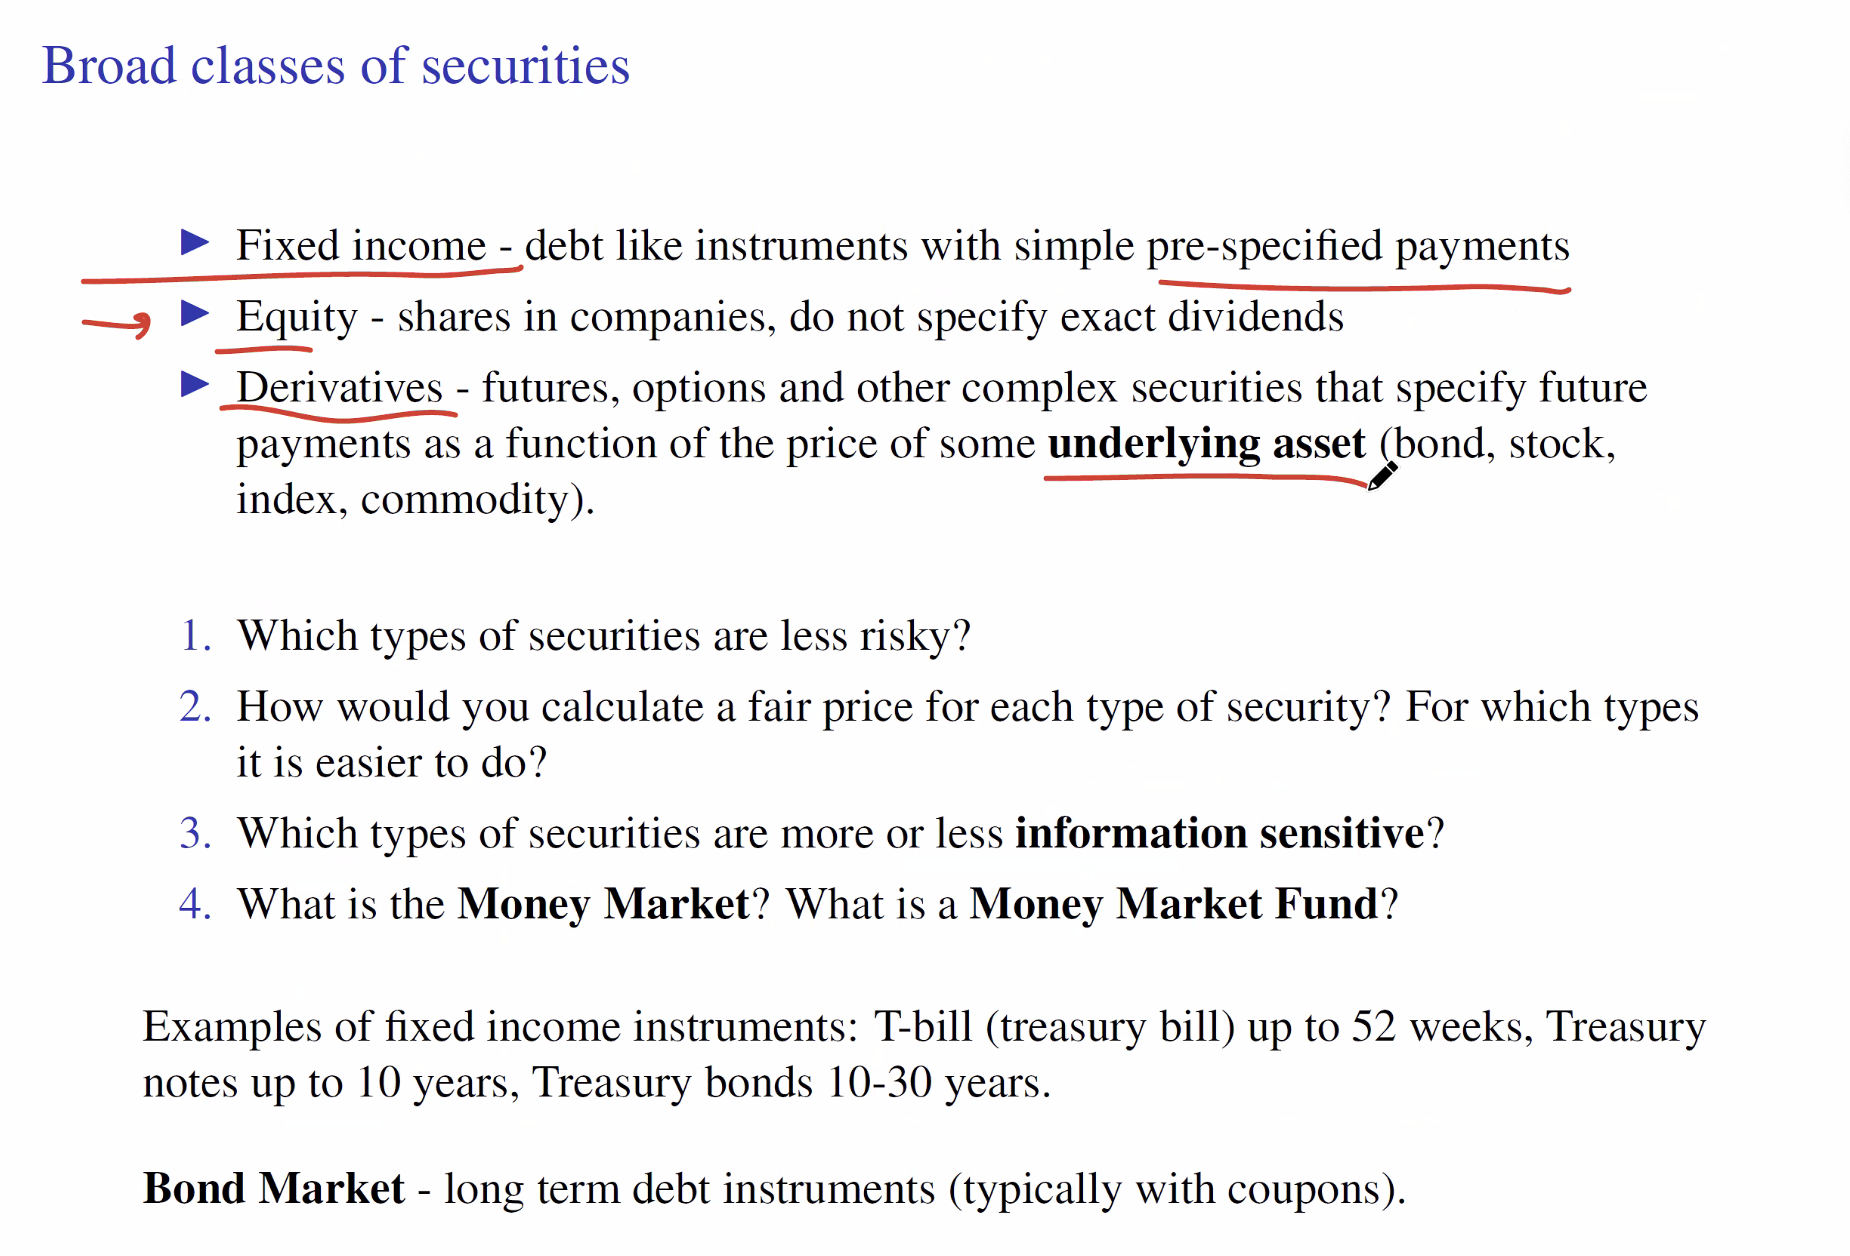 Broad classes of securities
▶ Fixed income - debt like instruments with simple pre-specified payments
▶ Equity - shares in companies, do not specify exact dividends
▶ Derivatives - futures, options and other complex securities that specify future
payments as a function of the price of some underlying asset (bond, stock,
index, commodity).
1. Which types of securities are less risky?
2. How would you calculate a fair price for each type of security? For which types
it is easier to do?
3. Which types of securities are more or less information sensitive?
4. What is the Money Market? What is a Money Market Fund?
Examples of fixed income instruments: T-bill (treasury bill) up to 52 weeks, Treasury
notes up to 10 years, Treasury bonds 10-30 years.
Bond Market - long term debt instruments (typically with coupons).